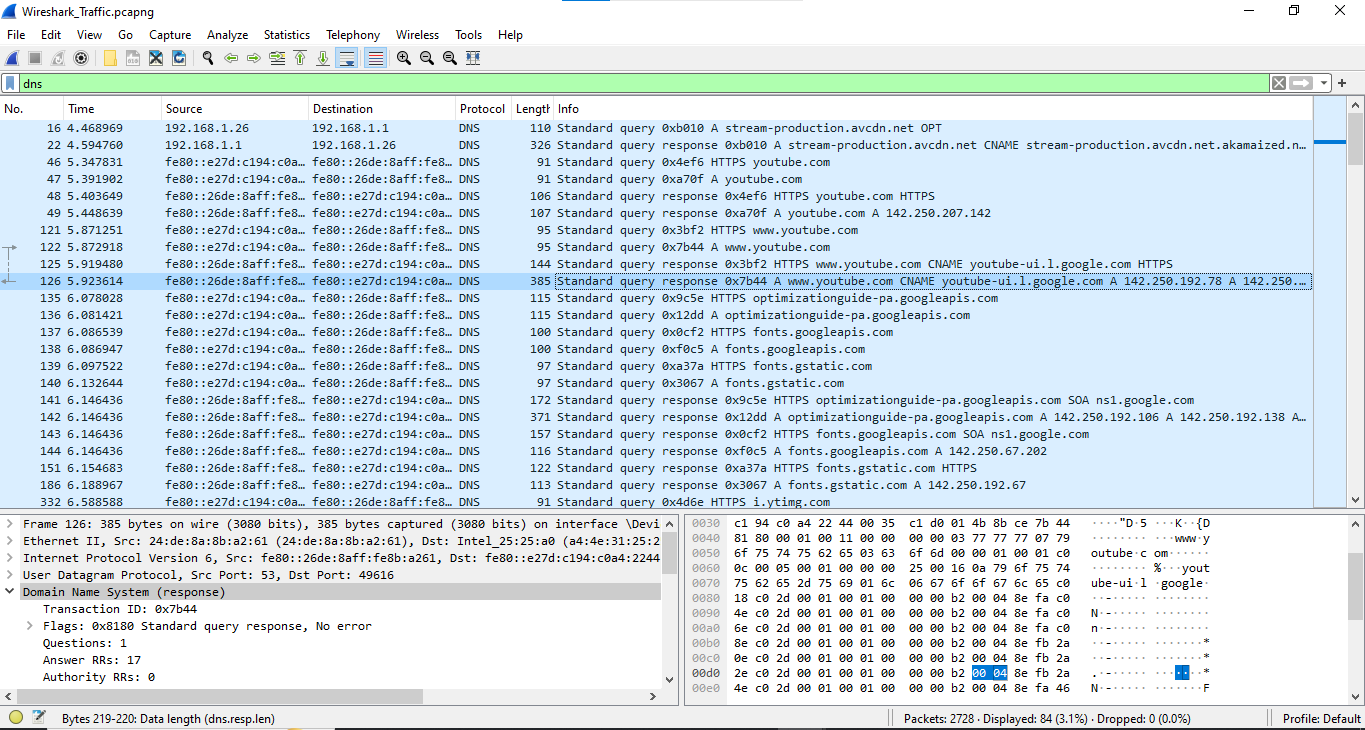 Wireshark_Traffic.pcapng
File Edit View Go Capture Analyze Statistics Telephony Wireless Tools Help
dns
No. Time Source Destination Protocol Length Info
16 4.468969 192.168.1.26 192.168.1.1 DNS 110 Standard query 0xb010 A stream-production.avcdn.net OPT
22 4.594760 192.168.1.1 192.168.1.26 DNS 326 Standard query response 0xb010 A stream-production.avcdn.net CNAME stream-production.avcdn.net.akamaized.n…
46 5.347831 fe80::e27d:c194:c0a… fe80::26de:8aff:fe8… DNS 91 Standard query 0x4ef6 HTTPS youtube.com
47 5.391902 fe80::e27d:c194:c0a… fe80::26de:8aff:fe8… DNS 91 Standard query 0xa70f A youtube.com
48 5.403649 fe80::26de:8aff:fe8… fe80::e27d:c194:c0a… DNS 106 Standard query response 0x4ef6 HTTPS youtube.com HTTPS
49 5.448639 fe80::26de:8aff:fe8… fe80::e27d:c194:c0a… DNS 107 Standard query response 0xa70f A youtube.com A 142.250.207.142
121 5.871251 fe80::e27d:c194:c0a… fe80::26de:8aff:fe8… DNS 95 Standard query 0x3bf2 HTTPS www.youtube.com
122 5.872918 fe80::e27d:c194:c0a… fe80::26de:8aff:fe8… DNS 95 Standard query 0x7b44 A www.youtube.com
125 5.919480 fe80::26de:8aff:fe8… fe80::e27d:c194:c0a… DNS 144 Standard query response 0x3bf2 HTTPS www.youtube.com CNAME youtube-ui.l.google.com HTTPS
126 5.923614 fe80::26de:8aff:fe8… fe80::e27d:c194:c0a… DNS 385 Standard query response 0x7b44 A www.youtube.com CNAME youtube-ui.l.google.com A 142.250.192.78 A 142.250.…
135 6.078028 fe80::e27d:c194:c0a… fe80::26de:8aff:fe8… DNS 115 Standard query 0x9c5e HTTPS optimizationguide-pa.googleapis.com
136 6.081421 fe80::e27d:c194:c0a… fe80::26de:8aff:fe8… DNS 115 Standard query 0x12dd A optimizationguide-pa.googleapis.com
137 6.086539 fe80::e27d:c194:c0a… fe80::26de:8aff:fe8… DNS 100 Standard query 0x0cf2 HTTPS fonts.googleapis.com
138 6.086947 fe80::e27d:c194:c0a… fe80::26de:8aff:fe8… DNS 100 Standard query 0xf0c5 A fonts.googleapis.com
139 6.097522 fe80::e27d:c194:c0a… fe80::26de:8aff:fe8… DNS 97 Standard query 0xa37a HTTPS fonts.gstatic.com
140 6.132644 fe80::e27d:c194:c0a… fe80::26de:8aff:fe8… DNS 97 Standard query 0x3067 A fonts.gstatic.com
141 6.146436 fe80::26de:8aff:fe8… fe80::e27d:c194:c0a… DNS 172 Standard query response 0x9c5e HTTPS optimizationguide-pa.googleapis.com SOA ns1.google.com
142 6.146436 fe80::26de:8aff:fe8… fe80::e27d:c194:c0a… DNS 371 Standard query response 0x12dd A optimizationguide-pa.googleapis.com A 142.250.192.106 A 142.250.192.138 A…
143 6.146436 fe80::26de:8aff:fe8… fe80::e27d:c194:c0a… DNS 157 Standard query response 0x0cf2 HTTPS fonts.googleapis.com SOA ns1.google.com
144 6.146436 fe80::26de:8aff:fe8… fe80::e27d:c194:c0a… DNS 116 Standard query response 0xf0c5 A fonts.googleapis.com A 142.250.67.202
151 6.154683 fe80::26de:8aff:fe8… fe80::e27d:c194:c0a… DNS 122 Standard query response 0xa37a HTTPS fonts.gstatic.com HTTPS
186 6.188967 fe80::26de:8aff:fe8… fe80::e27d:c194:c0a… DNS 113 Standard query response 0x3067 A fonts.gstatic.com A 142.250.192.67
332 6.588588 fe80::e27d:c194:c0a… fe80::26de:8aff:fe8… DNS 91 Standard query 0x4d6e HTTPS i.ytimg.com
Frame 126: 385 bytes on wire (3080 bits), 385 bytes captured (3080 bits) on interface \Devi
Ethernet II, Src: 24:de:8a:8b:a2:61 (24:de:8a:8b:a2:61), Dst: Intel_25:25:a0 (a4:4e:31:25:2
Internet Protocol Version 6, Src: fe80::26de:8aff:fe8b:a261, Dst: fe80::e27d:c194:c0a4:2244
User Datagram Protocol, Src Port: 53, Dst Port: 49616
Domain Name System (response)
Transaction ID: 0x7b44
Flags: 0x8180 Standard query response, No error
Questions: 1
Answer RRs: 17
Authority RRs: 0
0030 c1 94 c0 a4 22 44 00 35 c1 d0 01 4b 8b ce 7b 44 ····"D·5 ···K··{D
0040 81 80 00 01 00 11 00 00 00 00 03 77 77 77 07 79 ········ ···www·y
0050 6f 75 74 75 62 65 03 63 6f 6d 00 00 01 00 01 c0 outube·c om······
0060 0c 00 05 00 01 00 00 00 25 00 16 0a 79 6f 75 74 ········ %···yout
0070 75 62 65 2d 75 69 01 6c 06 67 6f 6f 67 6c 65 c0 ube-ui·l ·google·
0080 18 c0 2d 00 01 00 01 00 00 00 b2 00 04 8e fa c0 ··-····· ········
0090 4e c0 2d 00 01 00 01 00 00 00 b2 00 04 8e fa c0 N·-····· ········
00a0 6e c0 2d 00 01 00 01 00 00 00 b2 00 04 8e fa c0 n·-····· ········
00b0 8e c0 2d 00 01 00 01 00 00 00 b2 00 04 8e fb 2a ··-····· ·······*
00c0 0e c0 2d 00 01 00 01 00 00 00 b2 00 04 8e fb 2a ··-····· ·······*
00d0 2e c0 2d 00 01 00 01 00 00 00 b2 00 04 8e fb 2a .·-····· ·······*
00e0 4e c0 2d 00 01 00 01 00 00 00 b2 00 04 8e fa 46 N·-····· ·······F
Bytes 219-220: Data length (dns.resp.len) Packets: 2728 · Displayed: 84 (3.1%) · Dropped: 0 (0.0%) Profile: Default